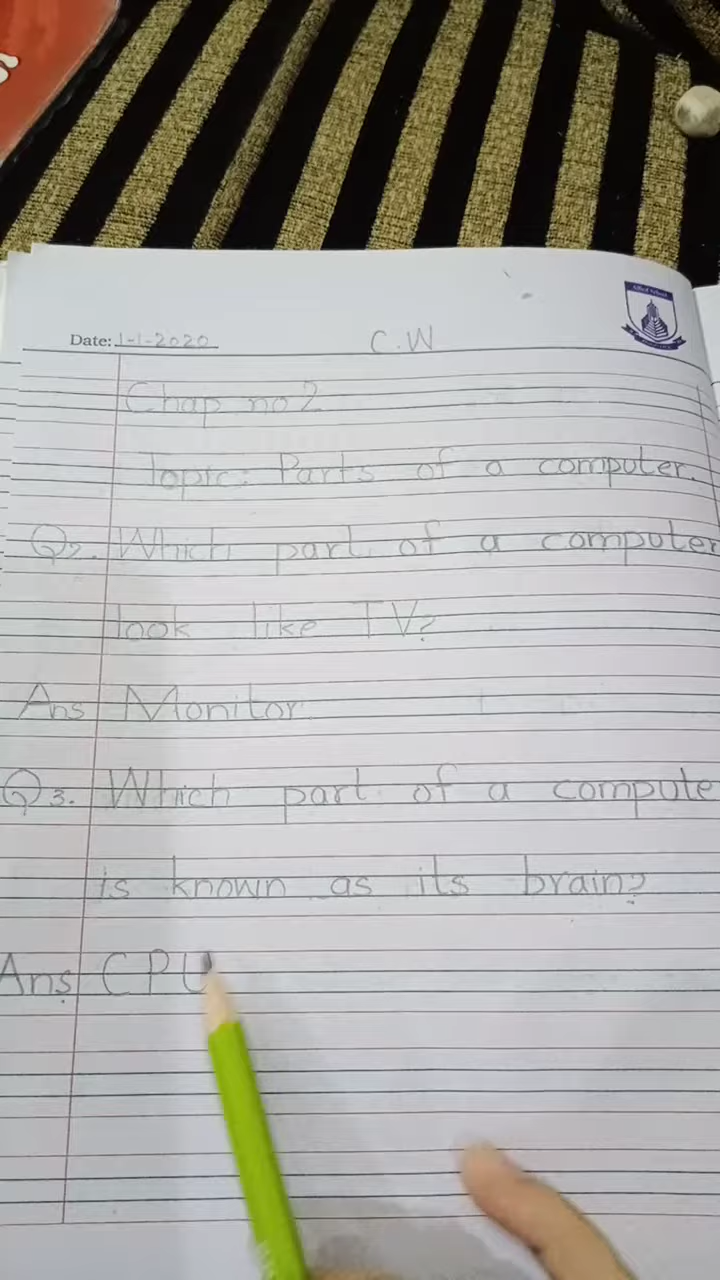 Date: 1-1-2020 C.W
Chap no 2
Topic: Parts of a computer.
Q2. Which part of a computer
look like TV?
Ans Monitor
Q3. Which part of a compute
is known as its brain?
Ans CPU